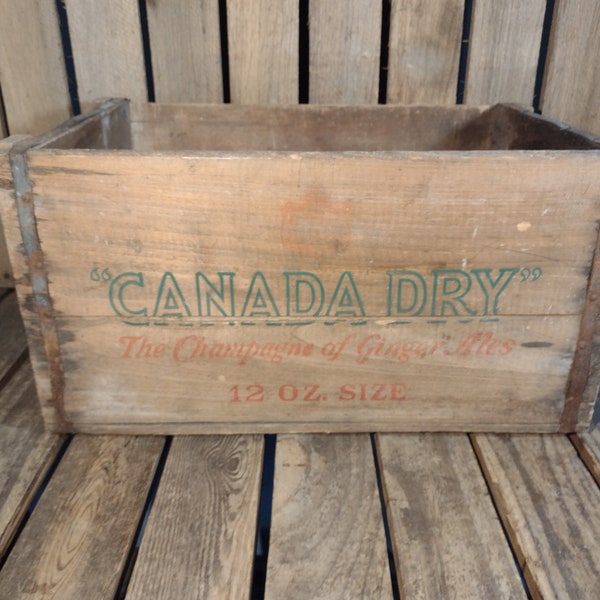 “CANADA DRY”
The Champagne of Ginger Ales
12 OZ. SIZE